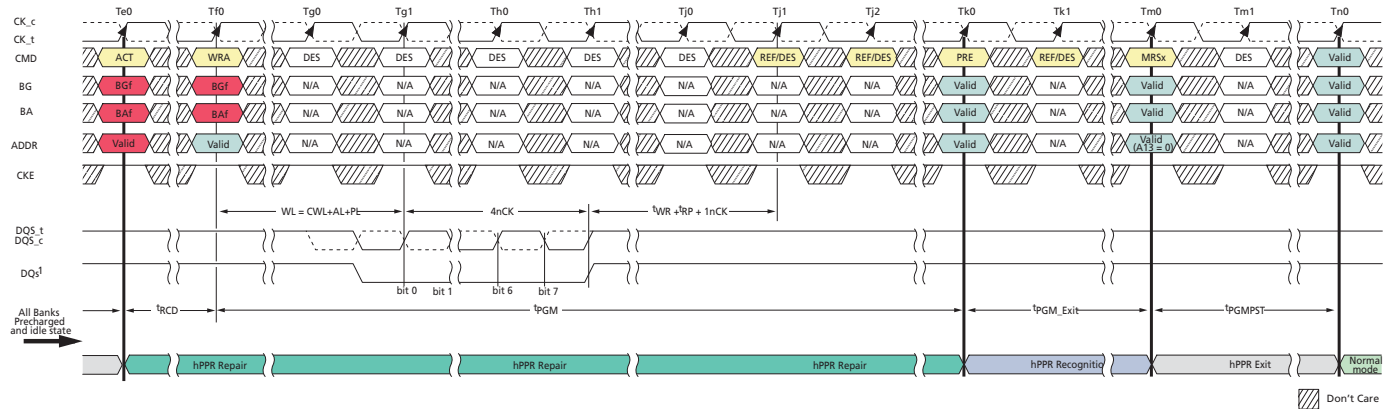 Te0 Tf0 Tg0 Tg1 Th0 Th1 Tj0 Tj1 Tj2 Tk0 Tk1 Tm0 Tm1 Tn0
CK_c
CK_t
CMD ACT WRA DES DES DES DES DES REF/DES REF/DES PRE REF/DES MRSx DES Valid
BG BGf BGf N/A N/A N/A N/A N/A N/A N/A Valid N/A Valid N/A Valid
BA BAf BAf N/A N/A N/A N/A N/A N/A N/A Valid N/A Valid N/A Valid
ADDR Valid Valid N/A N/A N/A N/A N/A N/A N/A Valid N/A Valid (A13 = 0) N/A Valid
CKE
WL = CWL+AL+PL 4nCK tWR +tRP + 1nCK
DQS_t
DQS_c
DQs1
bit 0 bit 1 bit 6 bit 7
All Banks
Precharged
and idle state
tRCD tPGM tPGM_Exit tPGMPST
hPPR Repair hPPR Repair hPPR Repair hPPR Recognitio hPPR Exit Normal
mode
Don't Care